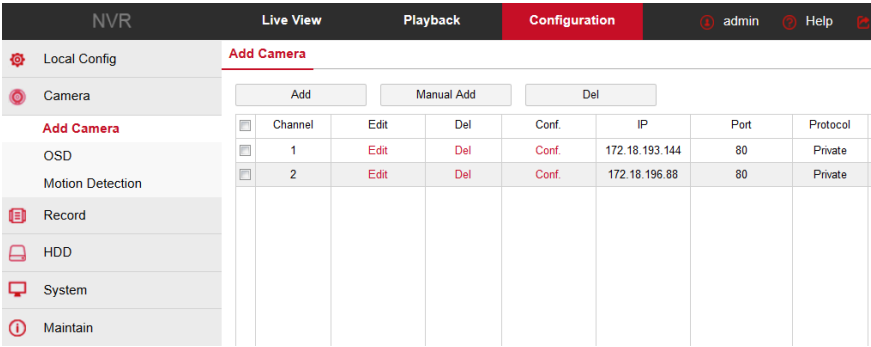 NVR Live View Playback Configuration admin Help
Local Config
Camera
Add Camera
OSD
Motion Detection
Record
HDD
System
Maintain
Add Camera
Add Manual Add Del
Channel Edit Del Conf. IP Port Protocol
1 Edit Del Conf. 172.18.193.144 80 Private
2 Edit Del Conf. 172.18.196.88 80 Private